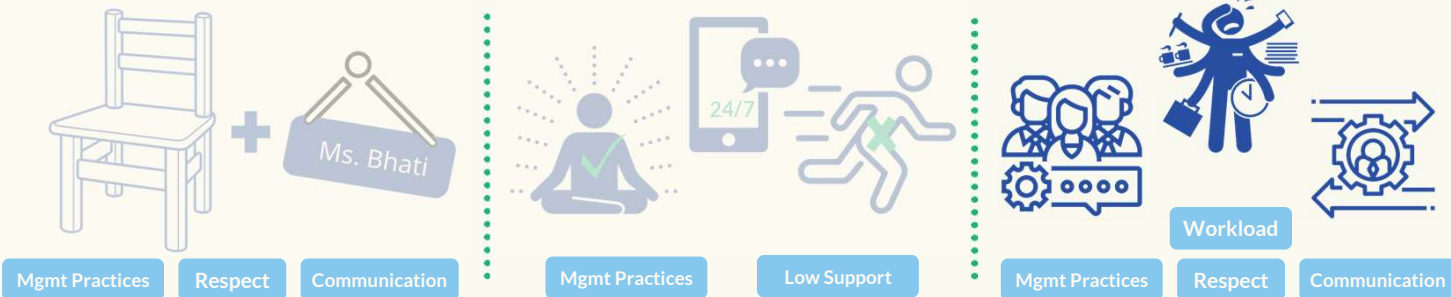 Ms. Bhati
24/7
Workload
Mgmt Practices
Respect
Communication
Mgmt Practices
Low Support
Mgmt Practices
Respect
Communication